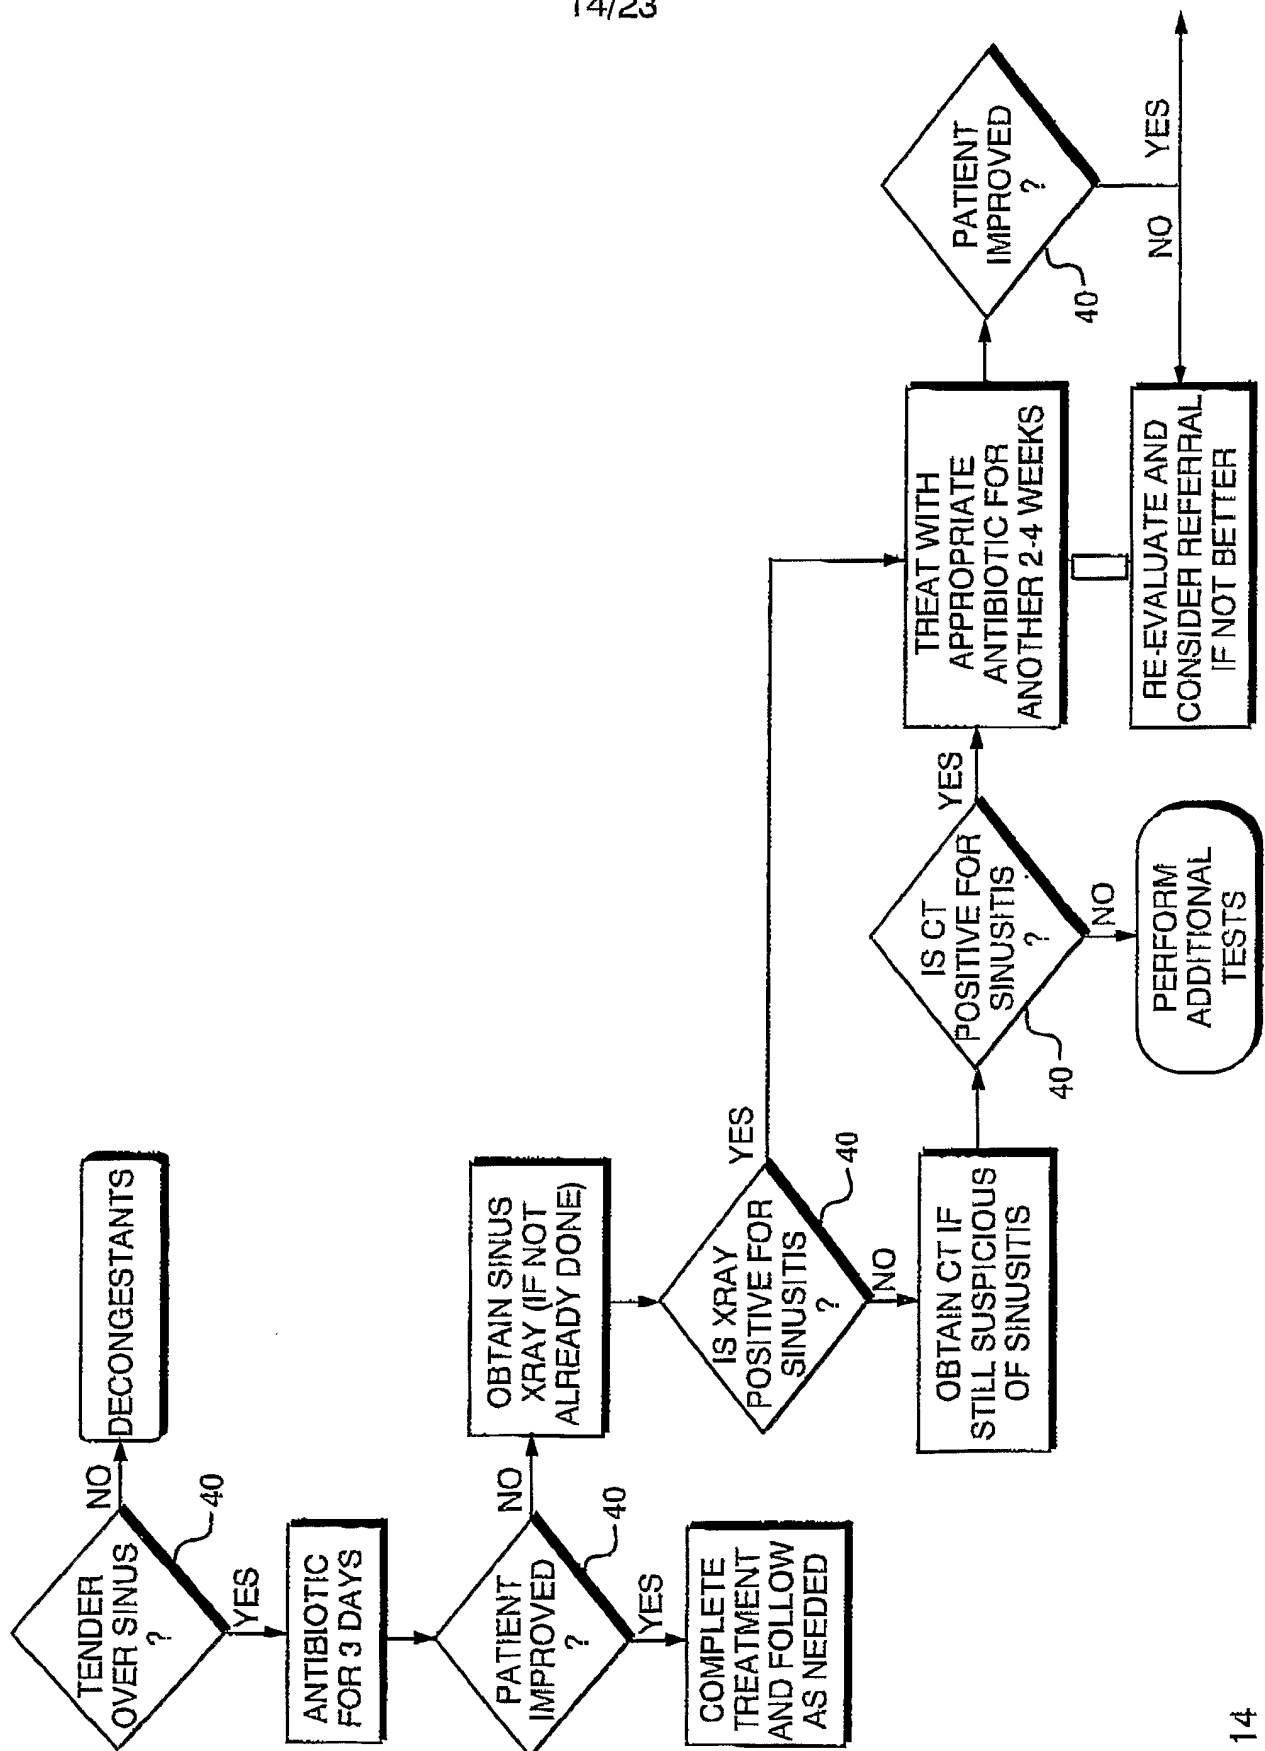 14/23
TENDER
OVER SINUS
?
40
NO
DECONGESTANTS
YES
ANTIBIOTIC
FOR 3 DAYS
PATIENT
IMPROVED
?
40
NO
OBTAIN SINUS
XRAY (IF NOT
ALREADY DONE)
YES
COMPLETE
TREATMENT
AND FOLLOW
AS NEEDED
IS XRAY
POSITIVE FOR
SINUSITIS
?
40
YES
NO
OBTAIN CT IF
STILL SUSPICIOUS
OF SINUSITIS
IS CT
POSITIVE FOR
SINUSITIS
?
40
YES
NO
PERFORM
ADDITIONAL
TESTS
TREAT WITH
APPROPRIATE
ANTIBIOTIC FOR
ANOTHER 2-4 WEEKS
PATIENT
IMPROVED
?
40
NO
YES
RE-EVALUATE AND
CONSIDER REFERRAL
IF NOT BETTER
14